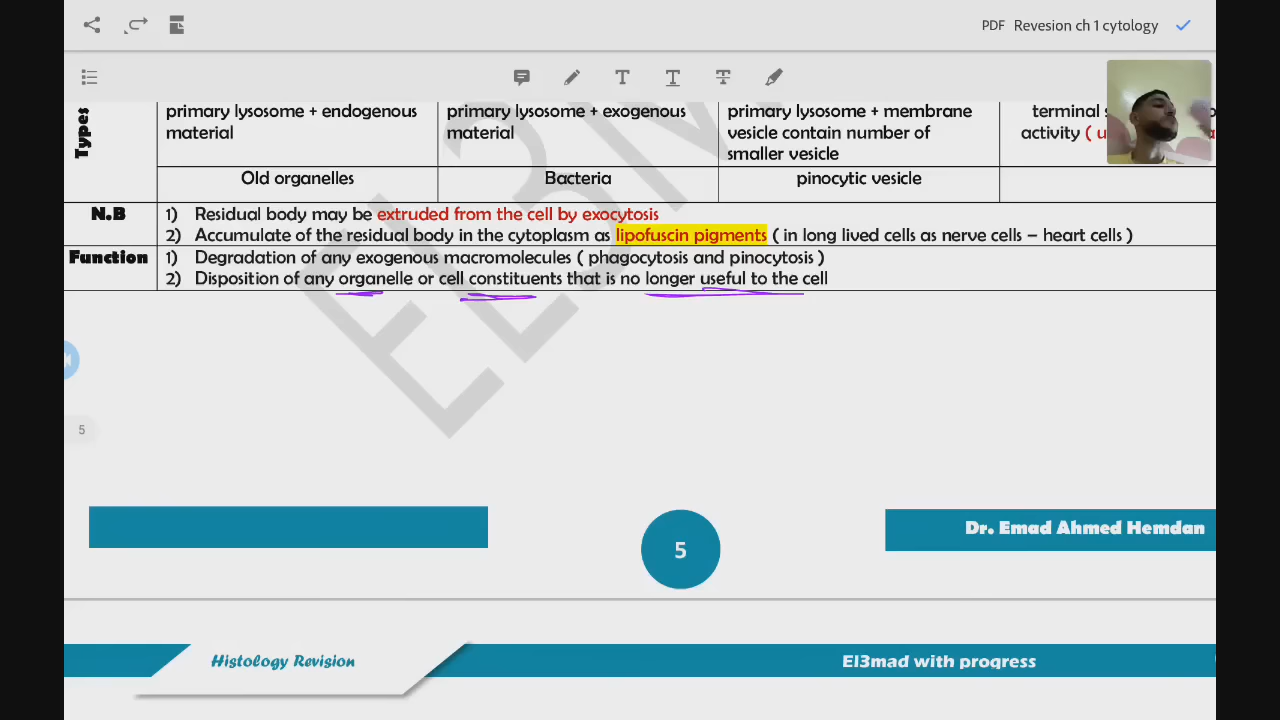 PDF Revesion ch 1 cytology
Types
primary lysosome + endogenous material
primary lysosome + exogenous material
primary lysosome + membrane vesicle contain number of smaller vesicle
terminal
activity ( u
Old organelles
Bacteria
pinocytic vesicle
N.B
1) Residual body may be extruded from the cell by exocytosis
2) Accumulate of the residual body in the cytoplasm as lipofuscin pigments ( in long lived cells as nerve cells – heart cells )
Function
1) Degradation of any exogenous macromolecules ( phagocytosis and pinocytosis )
2) Disposition of any organelle or cell constituents that is no longer useful to the cell
5
5
Dr. Emad Ahmed Hemdan
Histology Revision
El3mad with progress